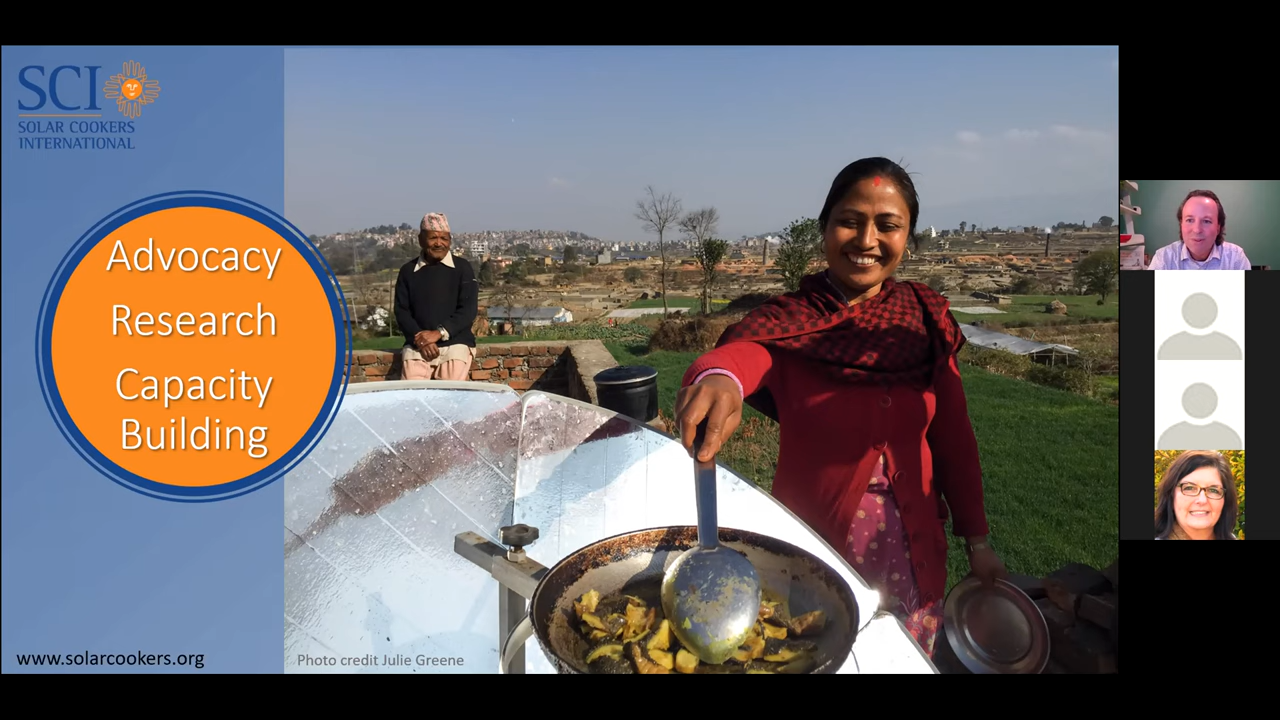 SCI
SOLAR COOKERS
INTERNATIONAL
Advocacy
Research
Capacity
Building
www.solarcookers.org
Photo credit Julie Greene